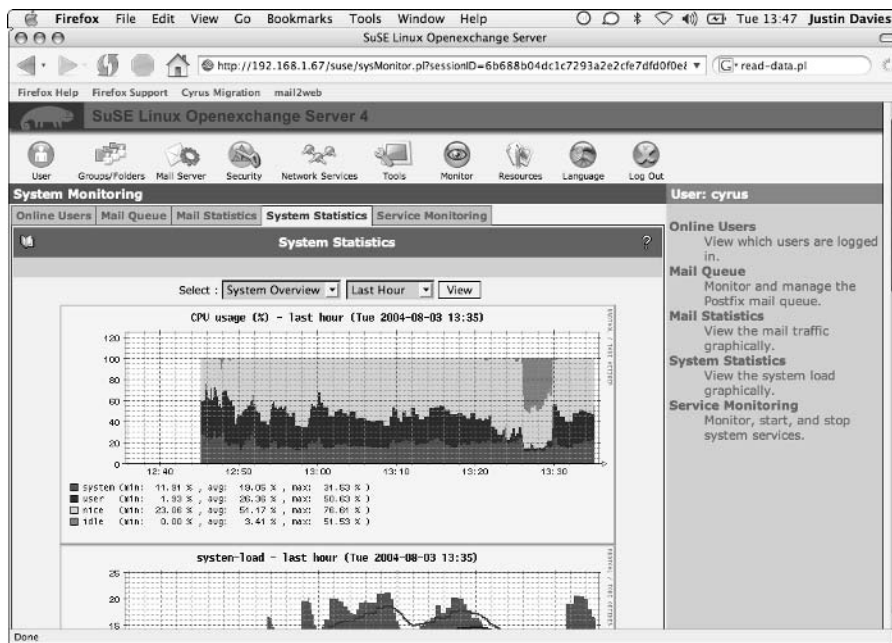 Firefox File Edit View Go Bookmarks Tools Window Help Tue 13:47 Justin Davies
SuSE Linux Openexchange Server
http://192.168.1.67/suse/sysMonitor.pl?sessionID=6b688b04dc1c7293a2e2cfe7dfd0f0e8 G read-data.pl
Firefox Help Firefox Support Cyrus Migration mail2web
SuSE Linux Openexchange Server 4
User Groups/Folders Mail Server Security Network Services Tools Monitor Resources Language Log Out
System Monitoring
User: cyrus
Online Users Mail Queue Mail Statistics System Statistics Service Monitoring
System Statistics ?
Select : System Overview Last Hour View
CPU usage (%) - last hour (Tue 2004-08-03 13:35)
120
100
80
60
40
20
0
12:40 12:50 13:00 13:10 13:20 13:30
system (min: 11.91 % , avg: 19.05 % , max: 31.53 % )
user (min: 1.93 % , avg: 26.36 % , max: 50.63 % )
nice (min: 23.06 % , avg: 51.17 % , max: 76.61 % )
idle (min: 0.00 % , avg: 3.41 % , max: 51.53 % )
system-load - last hour (Tue 2004-08-03 13:35)
25
20
15
Online Users
View which users are logged
in.
Mail Queue
Monitor and manage the
Postfix mail queue.
Mail Statistics
View the mail traffic
graphically.
System Statistics
View the system load
graphically.
Service Monitoring
Monitor, start, and stop
system services.
Done